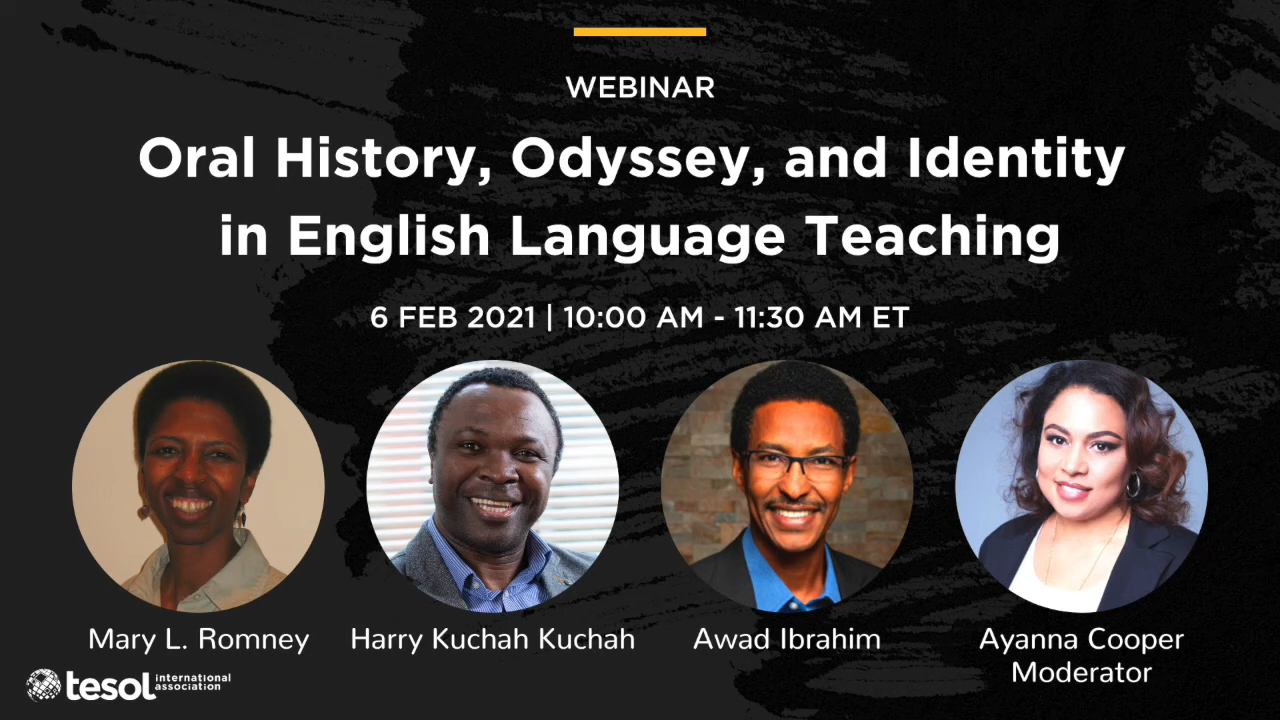 WEBINAR
Oral History, Odyssey, and Identity
in English Language Teaching
6 FEB 2021 | 10:00 AM - 11:30 AM ET
Mary L. Romney
Harry Kuchah Kuchah
Awad Ibrahim
Ayanna Cooper
Moderator
tesol international
association